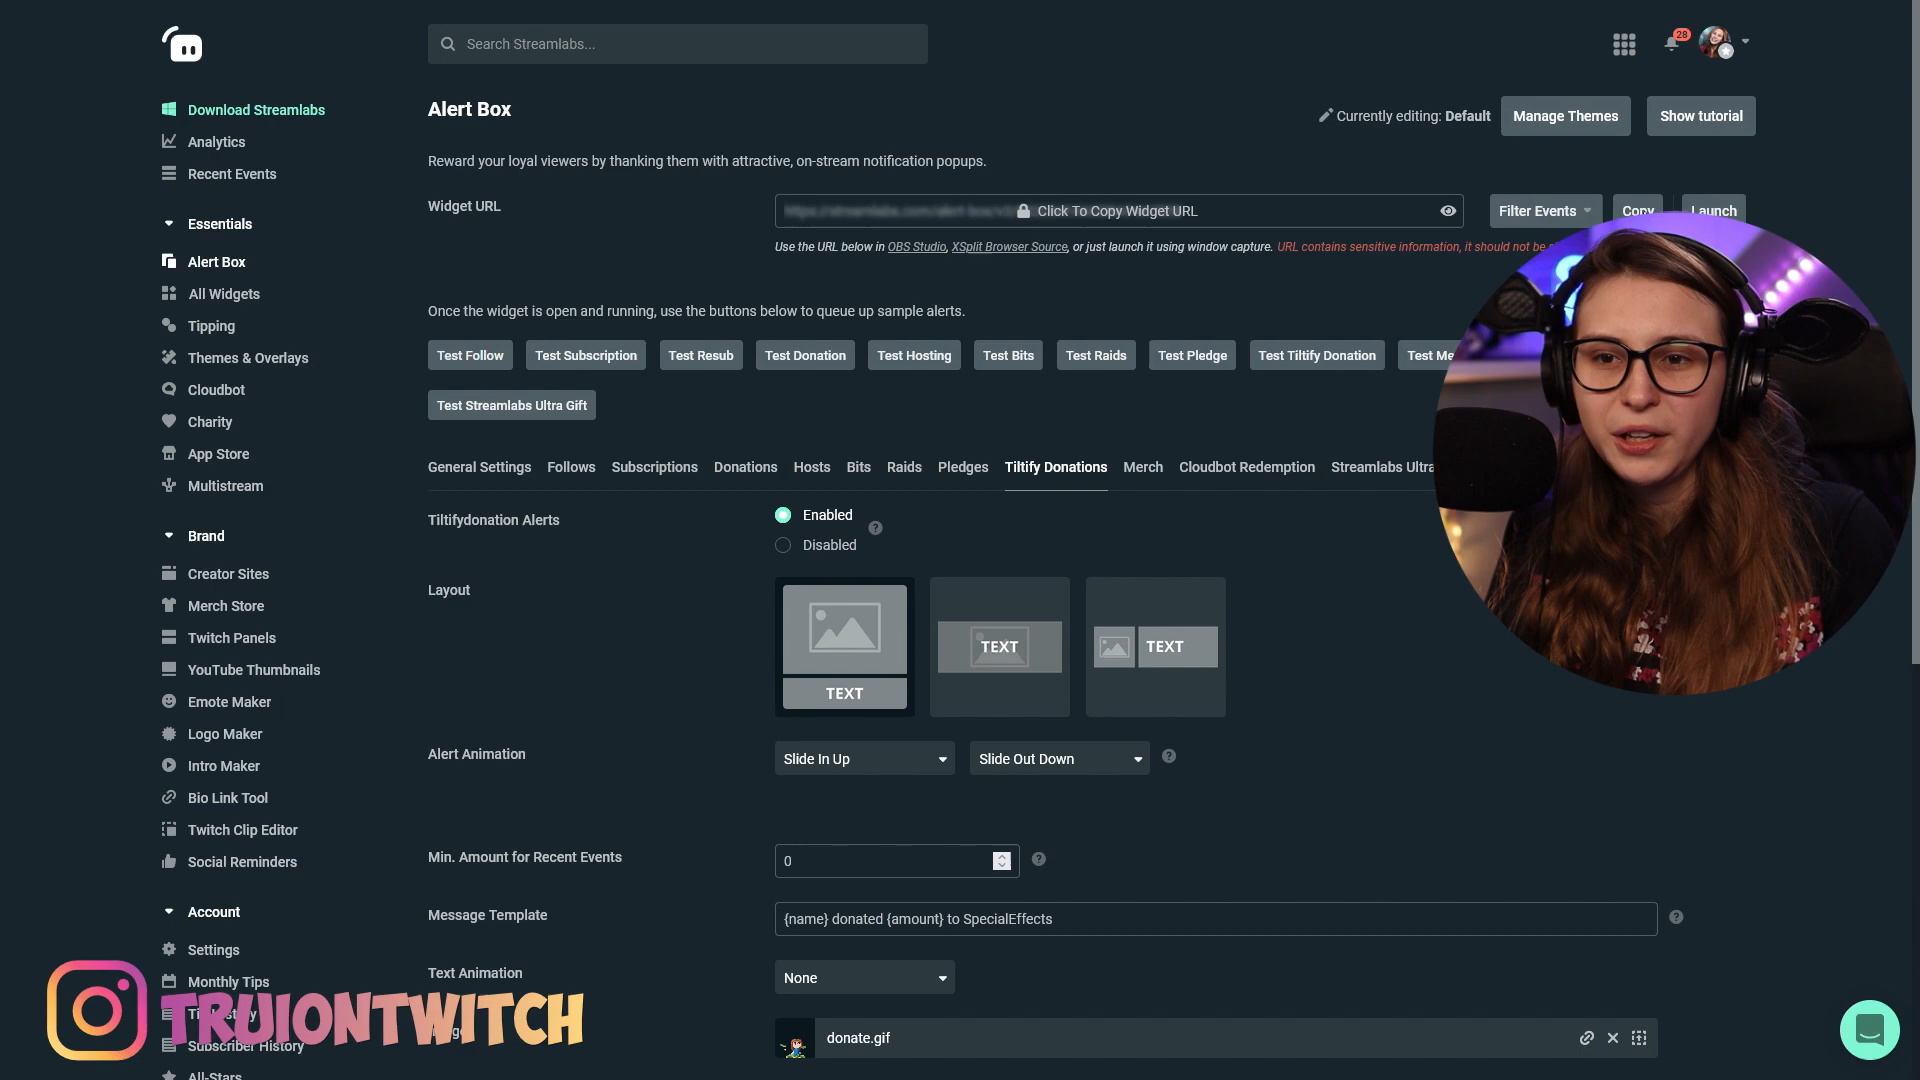 Search Streamlabs...
28
Download Streamlabs
Analytics
Recent Events
Essentials
Alert Box
All Widgets
Tipping
Themes & Overlays
Cloudbot
Charity
App Store
Multistream
Brand
Creator Sites
Merch Store
Twitch Panels
YouTube Thumbnails
Emote Maker
Logo Maker
Intro Maker
Bio Link Tool
Twitch Clip Editor
Social Reminders
Account
Settings
Monthly Tips
Subscriber History
All-Stars
TRUIONTWITCH
Alert Box
Currently editing: Default
Manage Themes
Show tutorial
Reward your loyal viewers by thanking them with attractive, on-stream notification popups.
Widget URL
Click To Copy Widget URL
Filter Events
Copy
Launch
Use the URL below in OBS Studio, XSplit Browser Source, or just launch it using window capture. URL contains sensitive information, it should not be
Once the widget is open and running, use the buttons below to queue up sample alerts.
Test Follow
Test Subscription
Test Resub
Test Donation
Test Hosting
Test Bits
Test Raids
Test Pledge
Test Tiltify Donation
Test
Test Streamlabs Ultra Gift
General Settings
Follows
Subscriptions
Donations
Hosts
Bits
Raids
Pledges
Tiltify Donations
Merch
Cloudbot Redemption
Streamlabs Ultra
Tiltifydonation Alerts
Enabled
Disabled
Layout
TEXT
TEXT
TEXT
Alert Animation
Slide In Up
Slide Out Down
Min. Amount for Recent Events
0
Message Template
{name} donated {amount} to SpecialEffects
Text Animation
None
donate.gif